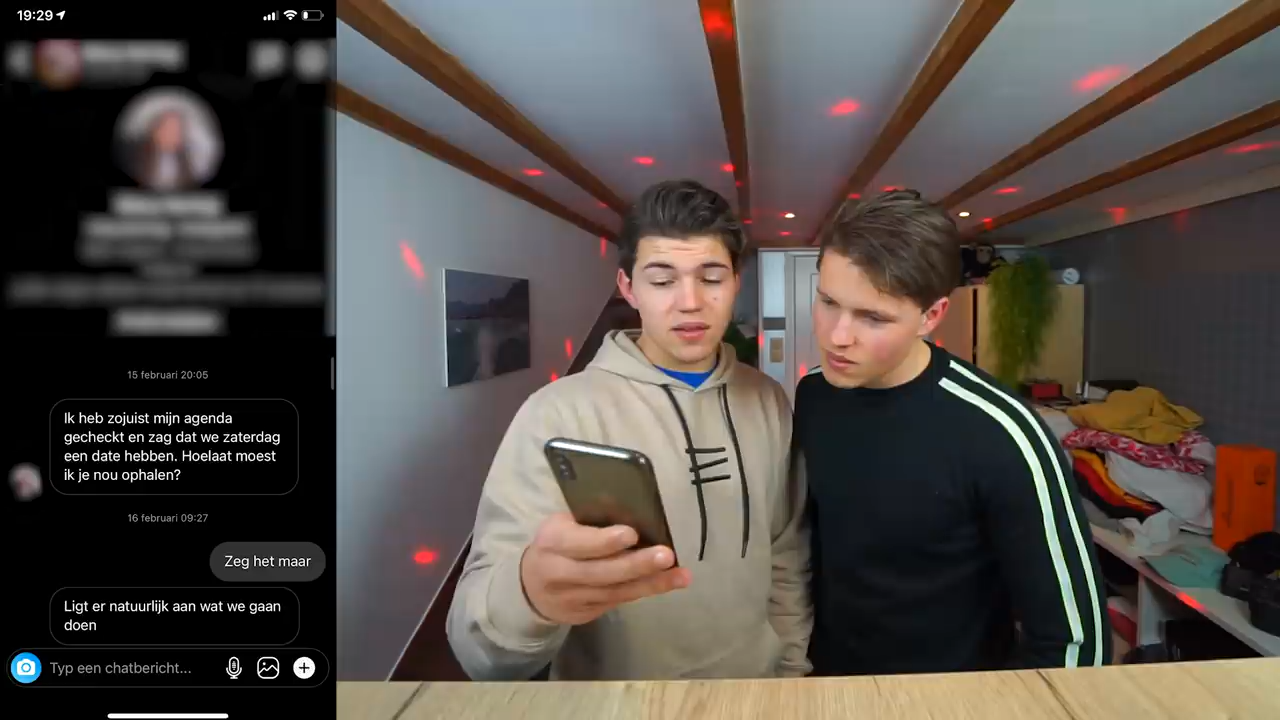 19:29
15 februari 20:05
Ik heb zojuist mijn agenda
gecheckt en zag dat we zaterdag
een date hebben. Hoelaat moest
ik je nou ophalen?
16 februari 09:27
Zeg het maar
Ligt er natuurlijk aan wat we gaan
doen
Typ een chatbericht...